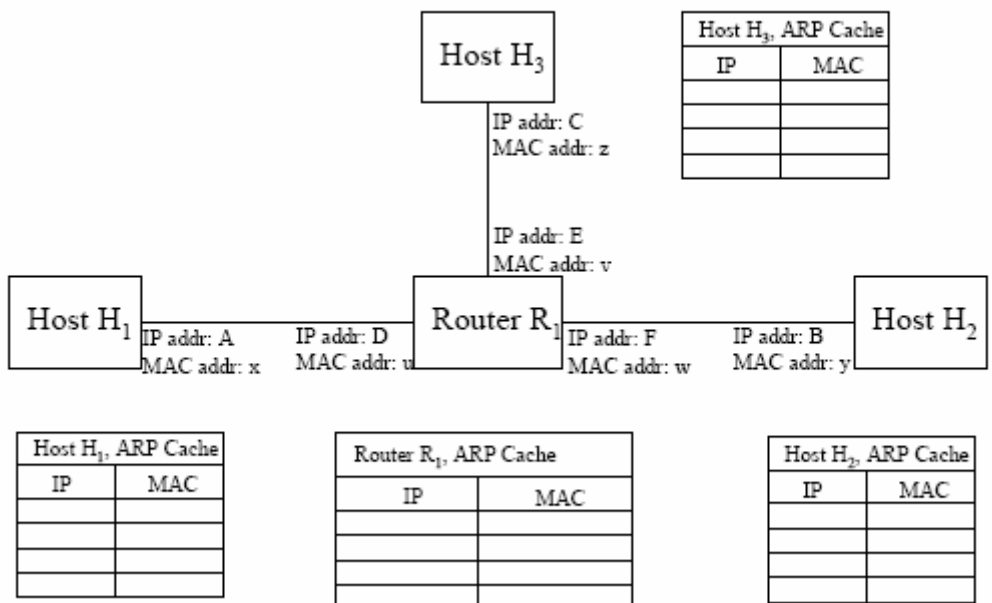 Host H₃
IP addr: C
MAC addr: z
Host H₃, ARP Cache
IP MAC
IP addr: E
MAC addr: v
Host H₁
IP addr: A
MAC addr: x
IP addr: D
MAC addr: u
Router R₁
IP addr: F
MAC addr: w
IP addr: B
MAC addr: y
Host H₂
Host H₁, ARP Cache
IP MAC
Router R₁, ARP Cache
IP MAC
Host H₂, ARP Cache
IP MAC